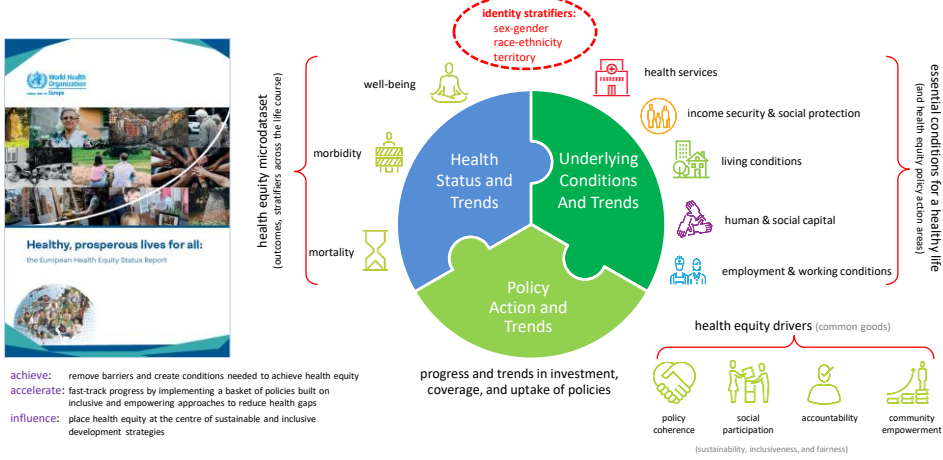 identity stratifiers:
sex-gender
race-ethnicity
territory
World Health
Organization
Europe
Healthy, prosperous lives for all:
the European Health Equity Status Report
health equity microdataset
(outcomes, stratifiers across the life course)
well-being
morbidity
mortality
Health
Status and
Trends
Underlying
Conditions
And Trends
Policy
Action and
Trends
health services
income security & social protection
living conditions
human & social capital
employment & working conditions
essential conditions for a healthy life
(and health equity policy action areas)
achieve: remove barriers and create conditions needed to achieve health equity
accelerate: fast-track progress by implementing a basket of policies built on
inclusive and empowering approaches to reduce health gaps
influence: place health equity at the centre of sustainable and inclusive
development strategies
progress and trends in investment,
coverage, and uptake of policies
health equity drivers (common goods)
policy
coherence
social
participation
accountability
community
empowerment
(sustainability, inclusiveness, and fairness)